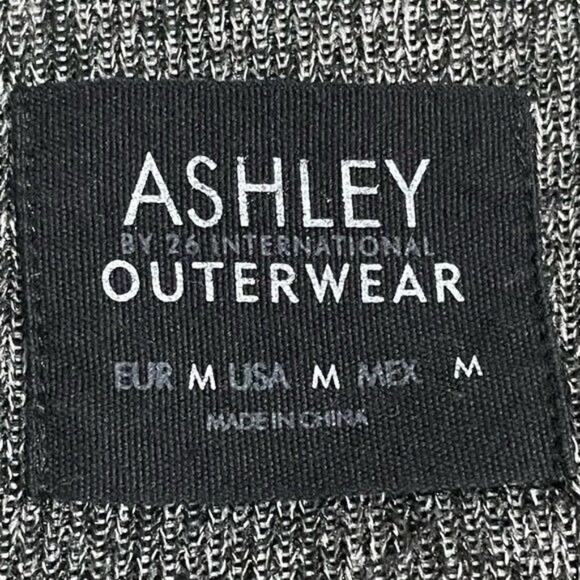 ASHLEY
BY 26 INTERNATIONAL
OUTERWEAR
EUR M USA M MEX M
MADE IN CHINA